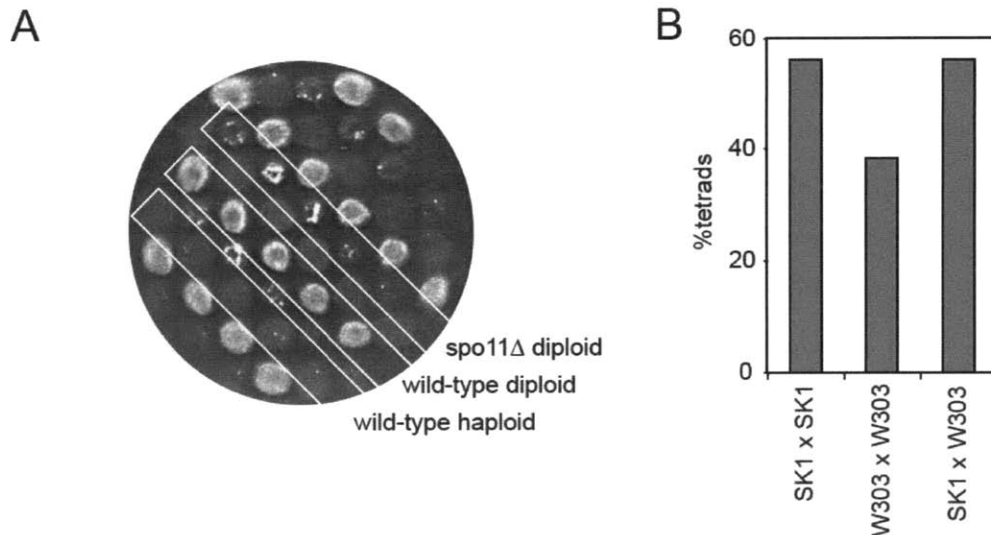 A
spo11Δ diploid
wild-type diploid
wild-type haploid
B
%tetrads
60
40
20
0
SK1 x SK1
W303 x W303
SK1 x W303